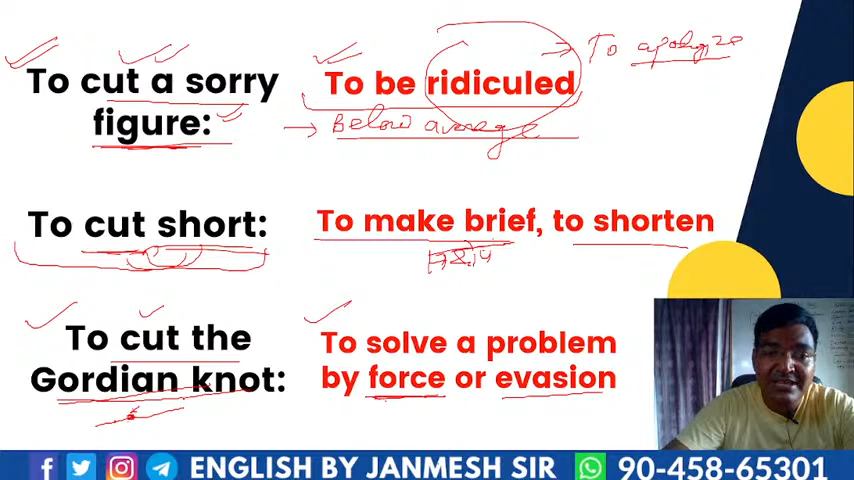 → To apologize
To cut a sorry
figure:
To be ridiculed
→ Below average
To cut short:
To make brief, to shorten
To cut the
Gordian knot:
To solve a problem
by force or evasion
ENGLISH BY JANMESH SIR
90-458-65301